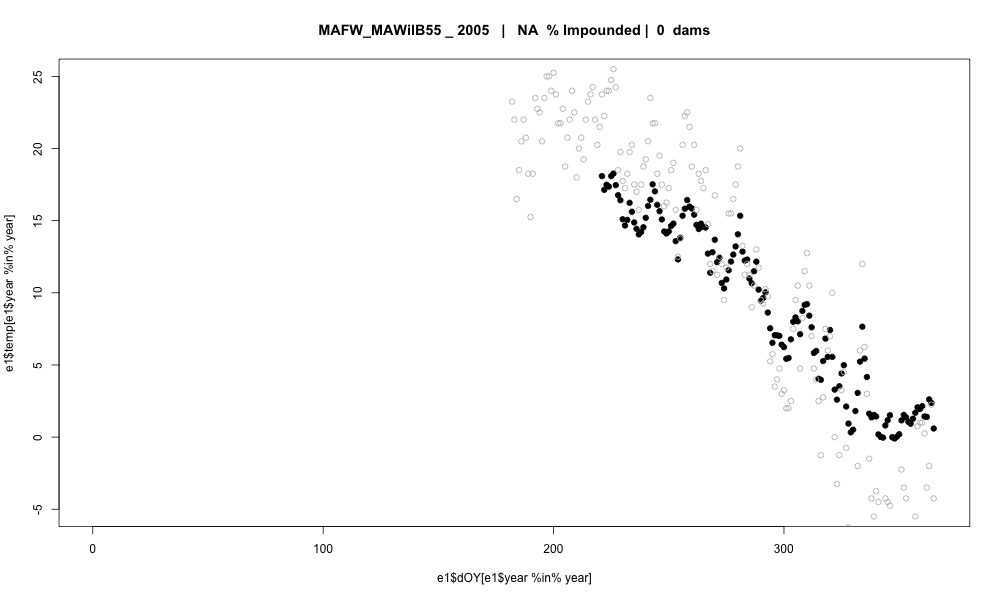 MAFW_MAWilB55 _ 2005 | NA % Impounded | 0 dams
25
20
15
10
5
0
-5
e1$temp[e1$year %in% year]
0 100 200 300
e1$dOY[e1$year %in% year]